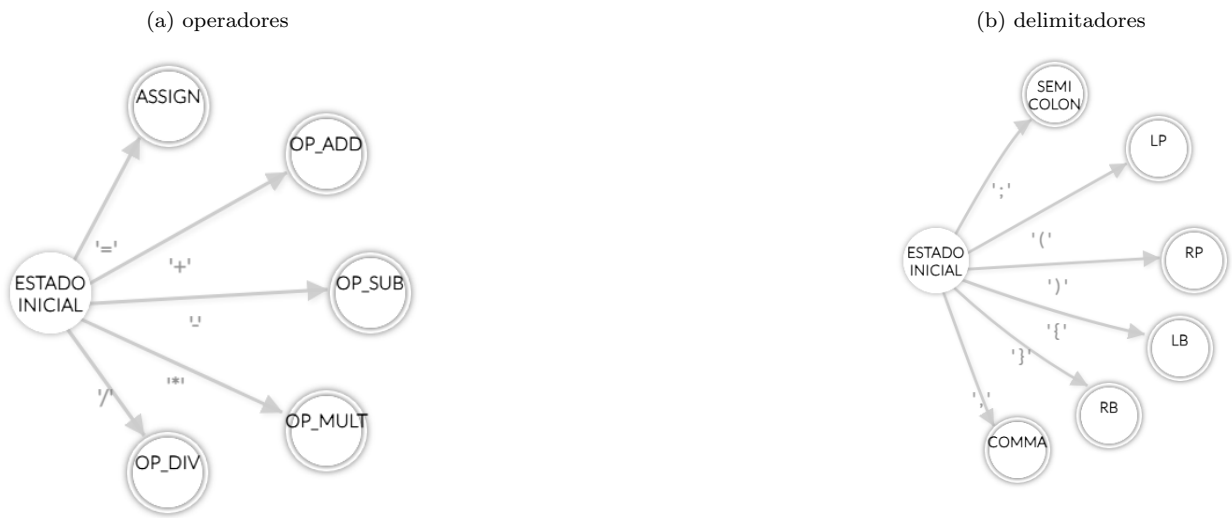 (a) operadores
ASSIGN
OP_ADD
'='
'+'
ESTADO
INICIAL
OP_SUB
'-'
'/'
'*'
OP_MULT
OP_DIV
(b) delimitadores
SEMI
COLON
LP
';'
'('
ESTADO
INICIAL
RP
')'
'{'
LB
'}'
','
RB
COMMA